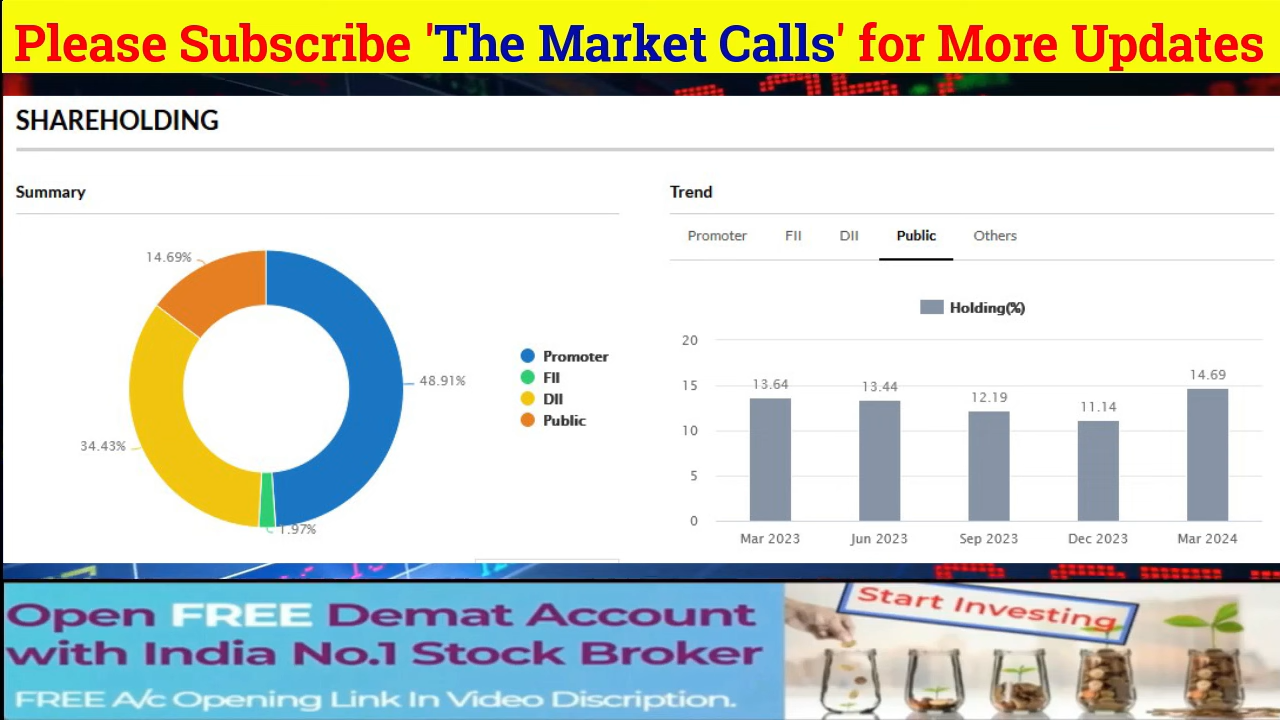 Please Subscribe 'The Market Calls' for More Updates
SHAREHOLDING
Summary
14.69%
48.91%
34.43%
1.97%
Promoter
FII
DII
Public
Trend
Promoter FII DII Public Others
Holding(%)
20
15
10
5
0
13.64 13.44 12.19 11.14 14.69
Mar 2023 Jun 2023 Sep 2023 Dec 2023 Mar 2024
Open FREE Demat Account
with India No.1 Stock Broker
FREE A/c Opening Link In Video Discription.
Start Investing